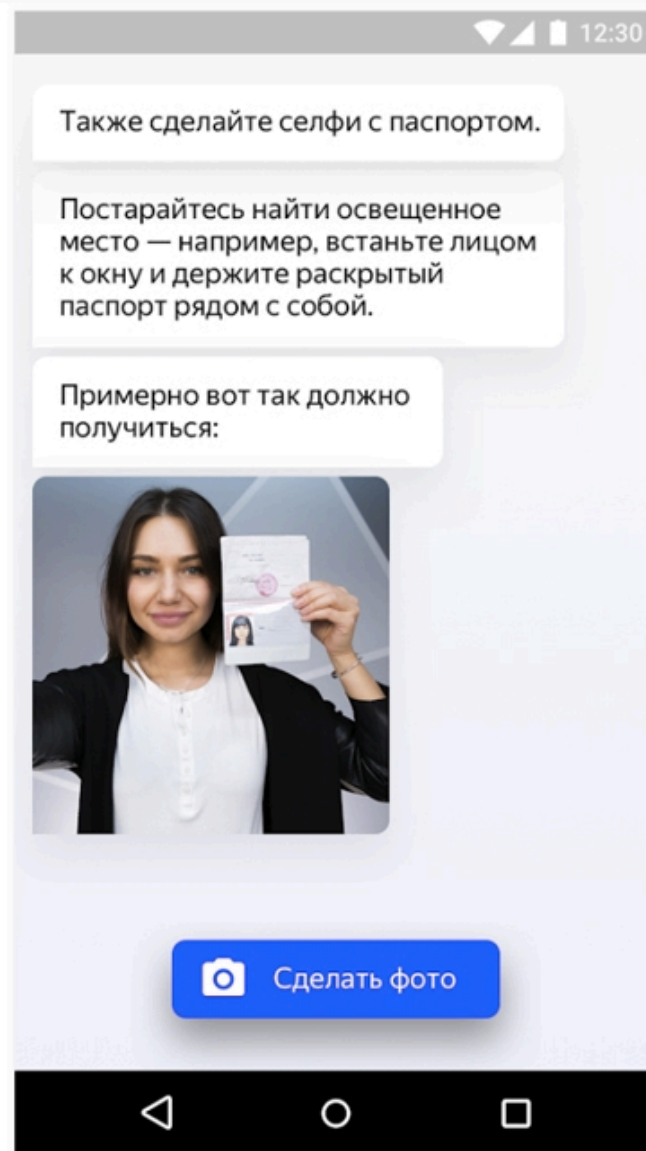 12:30
Также сделайте селфи с паспортом.
Постарайтесь найти освещенное
место — например, встаньте лицом
к окну и держите раскрытый
паспорт рядом с собой.
Примерно вот так должно
получиться:
Сделать фото